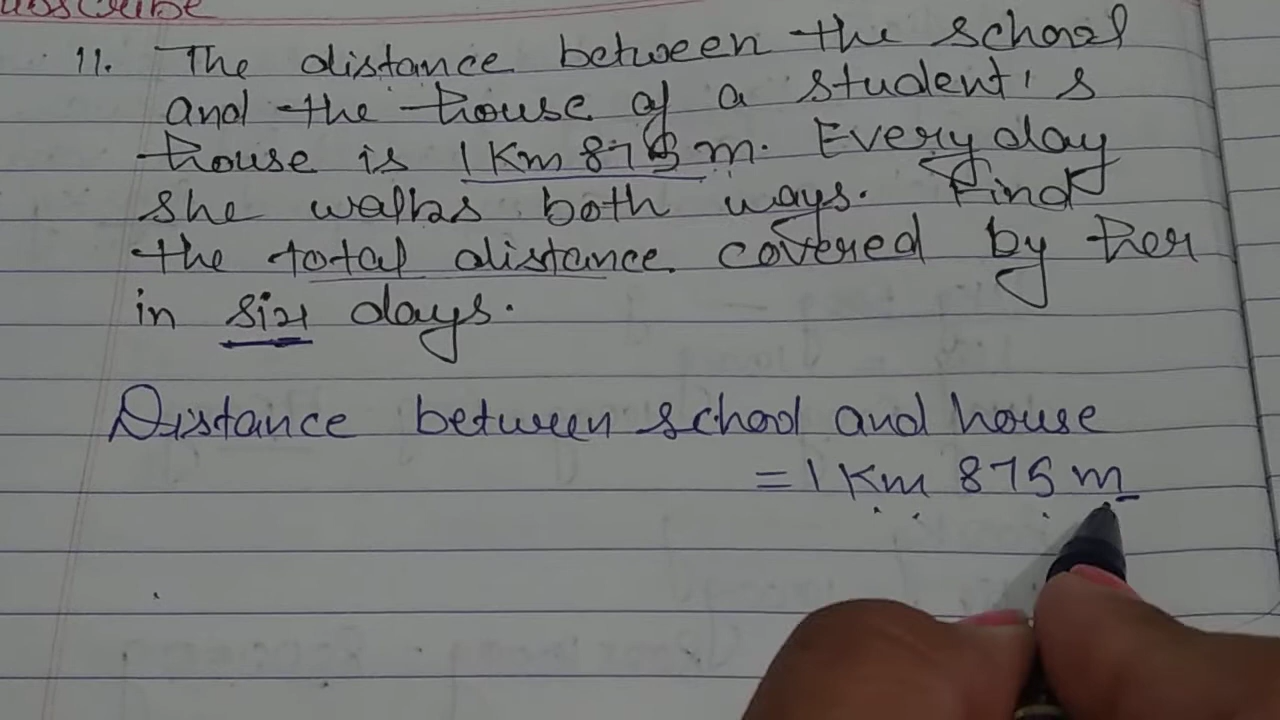 11. The distance between the school
and the house of a student's
house is 1 Km 875 m. Everyday
she walks both ways. Find
the total distance covered by her
in six days.
Distance between school and house
= 1 Km 875 m